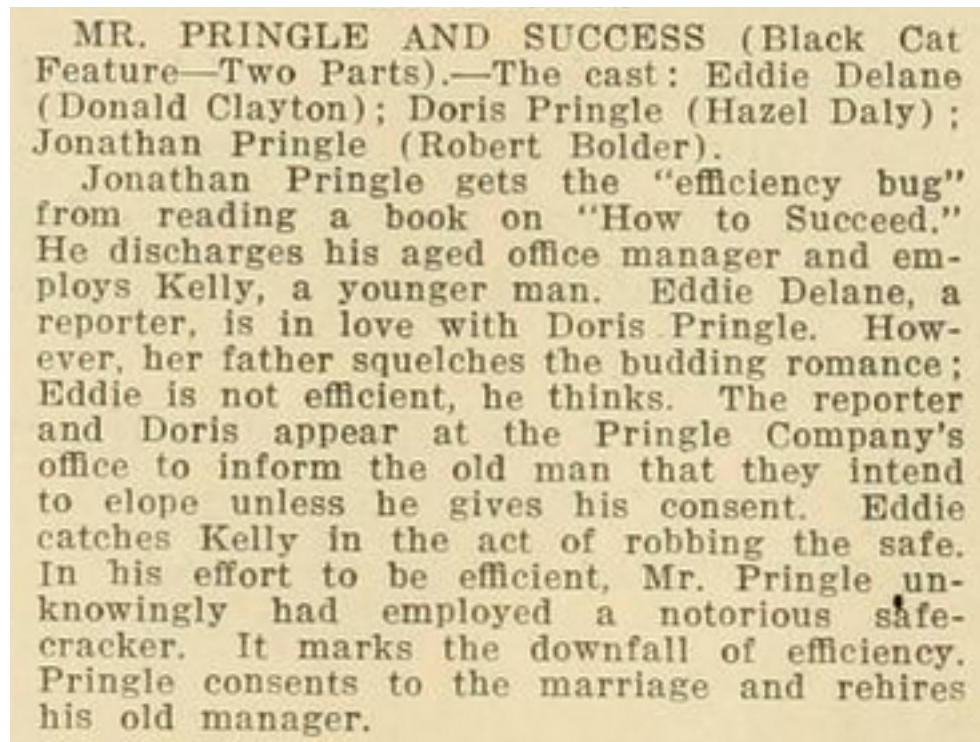 MR. PRINGLE AND SUCCESS (Black Cat
Feature—Two Parts).—The cast: Eddie Delane
(Donald Clayton); Doris Pringle (Hazel Daly);
Jonathan Pringle (Robert Bolder).
Jonathan Pringle gets the "efficiency bug"
from reading a book on "How to Succeed."
He discharges his aged office manager and em-
ploys Kelly, a younger man. Eddie Delane, a
reporter, is in love with Doris Pringle. How-
ever, her father squelches the budding romance;
Eddie is not efficient, he thinks. The reporter
and Doris appear at the Pringle Company's
office to inform the old man that they intend
to elope unless he gives his consent. Eddie
catches Kelly in the act of robbing the safe.
In his effort to be efficient, Mr. Pringle un-
knowingly had employed a notorious safe-
cracker. It marks the downfall of efficiency.
Pringle consents to the marriage and rehires
his old manager.